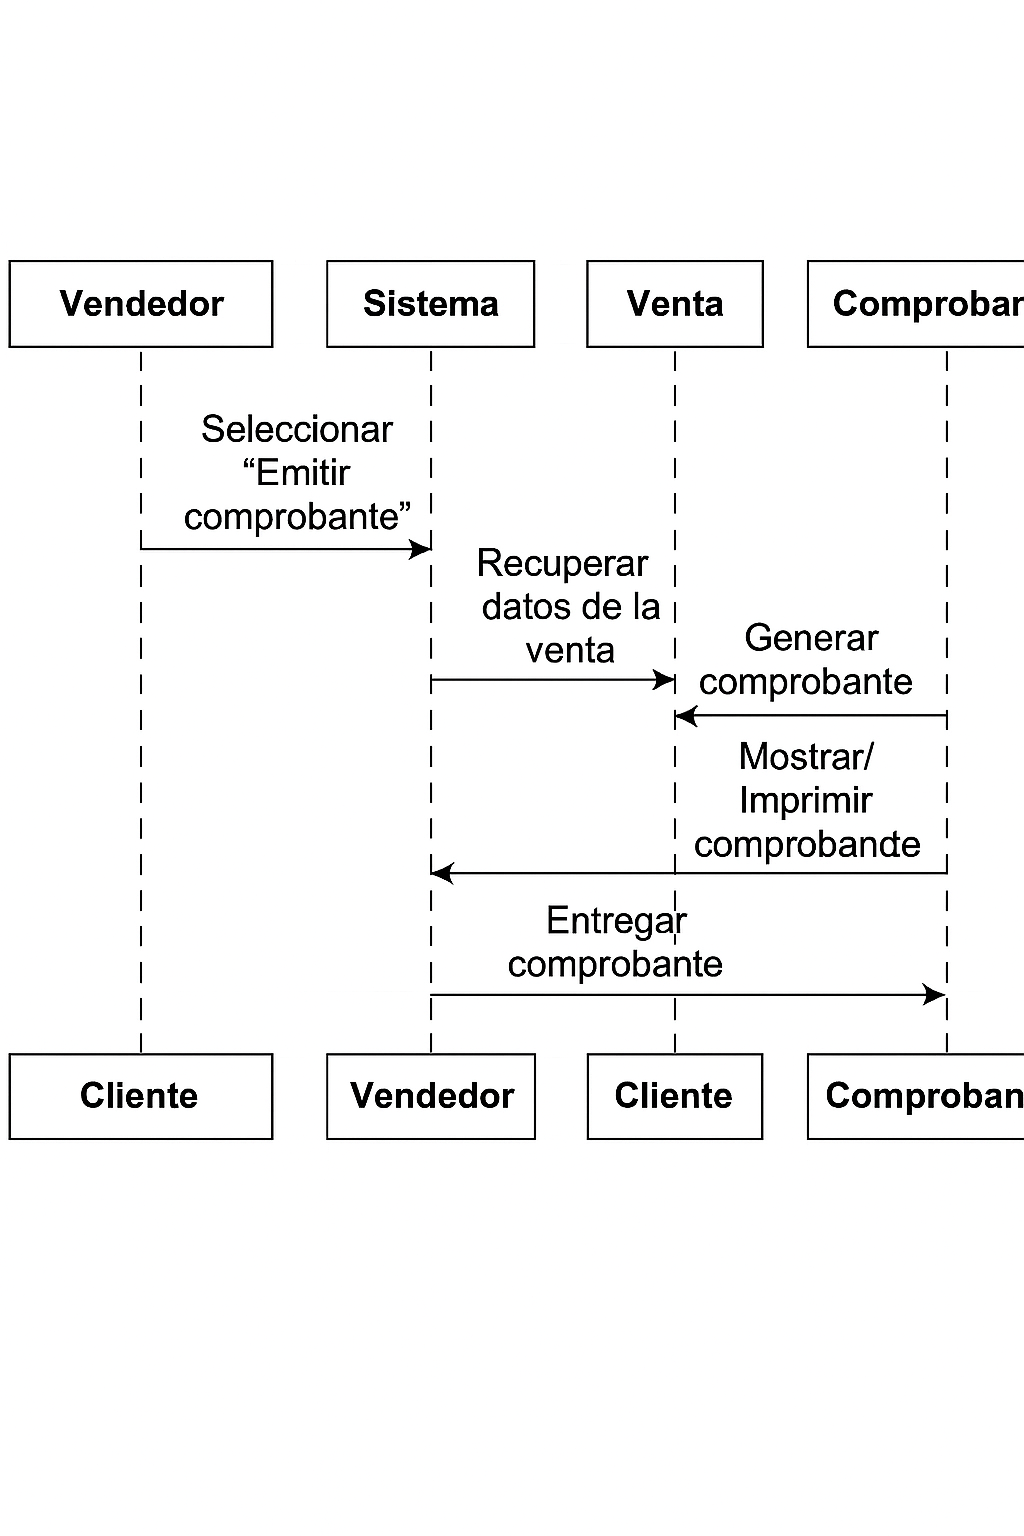 Vendedor
Sistema
Venta
Comprobar
Seleccionar
“Emitir
comprobante”
Recuperar
datos de la
venta
Generar
comprobante
Mostrar/
Imprimir
comprobande
Entregar
comprobante
Cliente
Vendedor
Cliente
Comproban